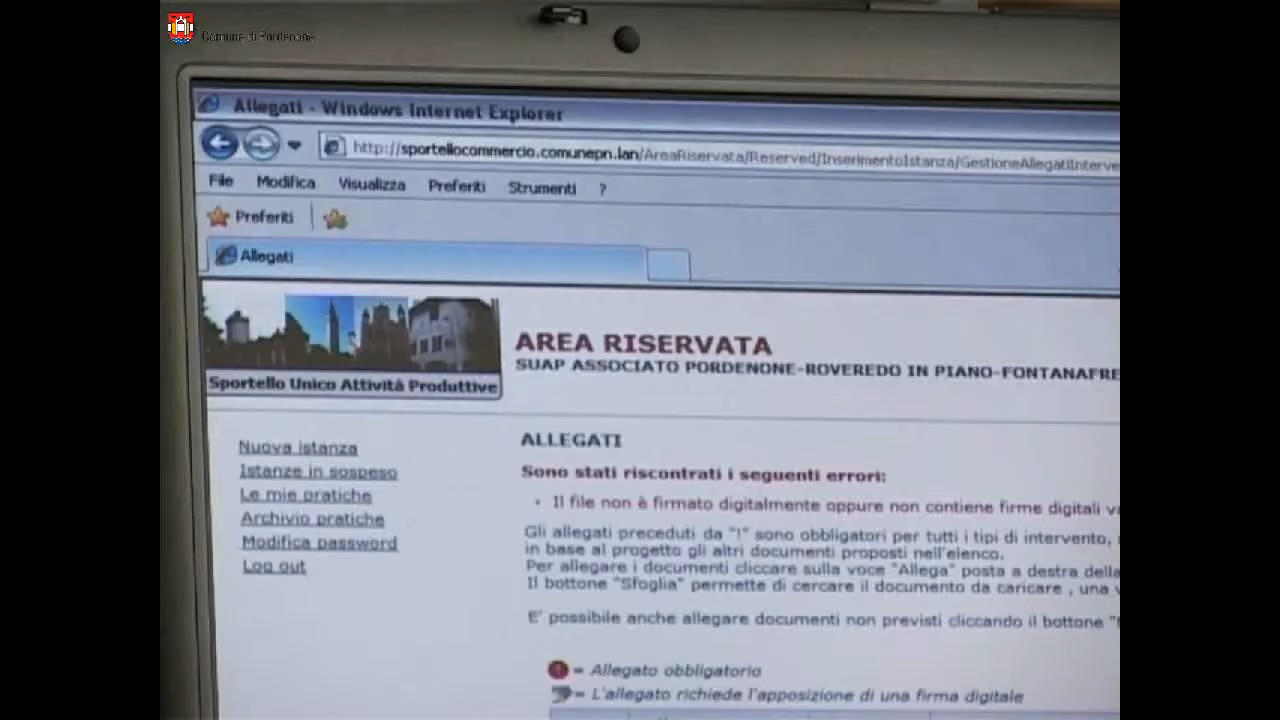 Comune di Pordenone
Allegati - Windows Internet Explorer
http://sportellocommercio.comunepn.lan/AreaRiservata/Reserved/InserimentoIstanza/GestioneAllegatiInterve
File Modifica Visualizza Preferiti Strumenti ?
Preferiti
Allegati
AREA RISERVATA
SUAP ASSOCIATO PORDENONE-ROVEREDO IN PIANO-FONTANAFRE
Sportello Unico Attività Produttive
Nuova istanza
Istanze in sospeso
Le mie pratiche
Archivio pratiche
Modifica password
Log out
ALLEGATI
Sono stati riscontrati i seguenti errori:
• Il file non è firmato digitalmente oppure non contiene firme digitali va
Gli allegati preceduti da "!" sono obbligatori per tutti i tipi di intervento,
in base al progetto gli altri documenti proposti nell'elenco.
Per allegare i documenti cliccare sulla voce "Allega" posta a destra della
Il bottone "Sfoglia" permette di cercare il documento da caricare , una v
E' possibile anche allegare documenti non previsti cliccando il bottone "
! = Allegato obbligatorio
= L'allegato richiede l'apposizione di una firma digitale